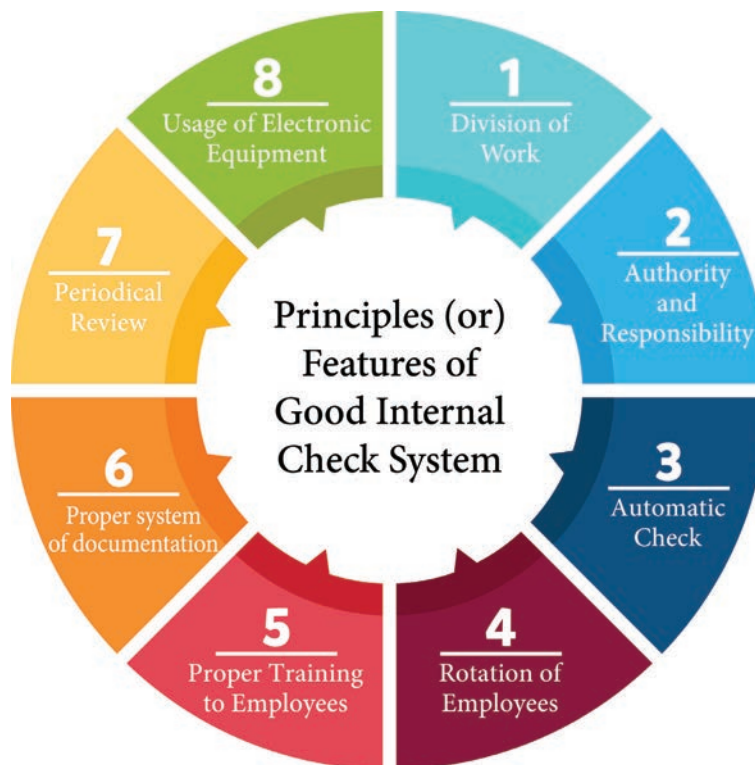 Principles (or)
Features of
Good Internal
Check System
1
Division of
Work
2
Authority
and
Responsibility
3
Automatic
Check
4
Rotation of
Employees
5
Proper Training
to Employees
6
Proper system
of documentation
7
Periodical
Review
8
Usage of Electronic
Equipment